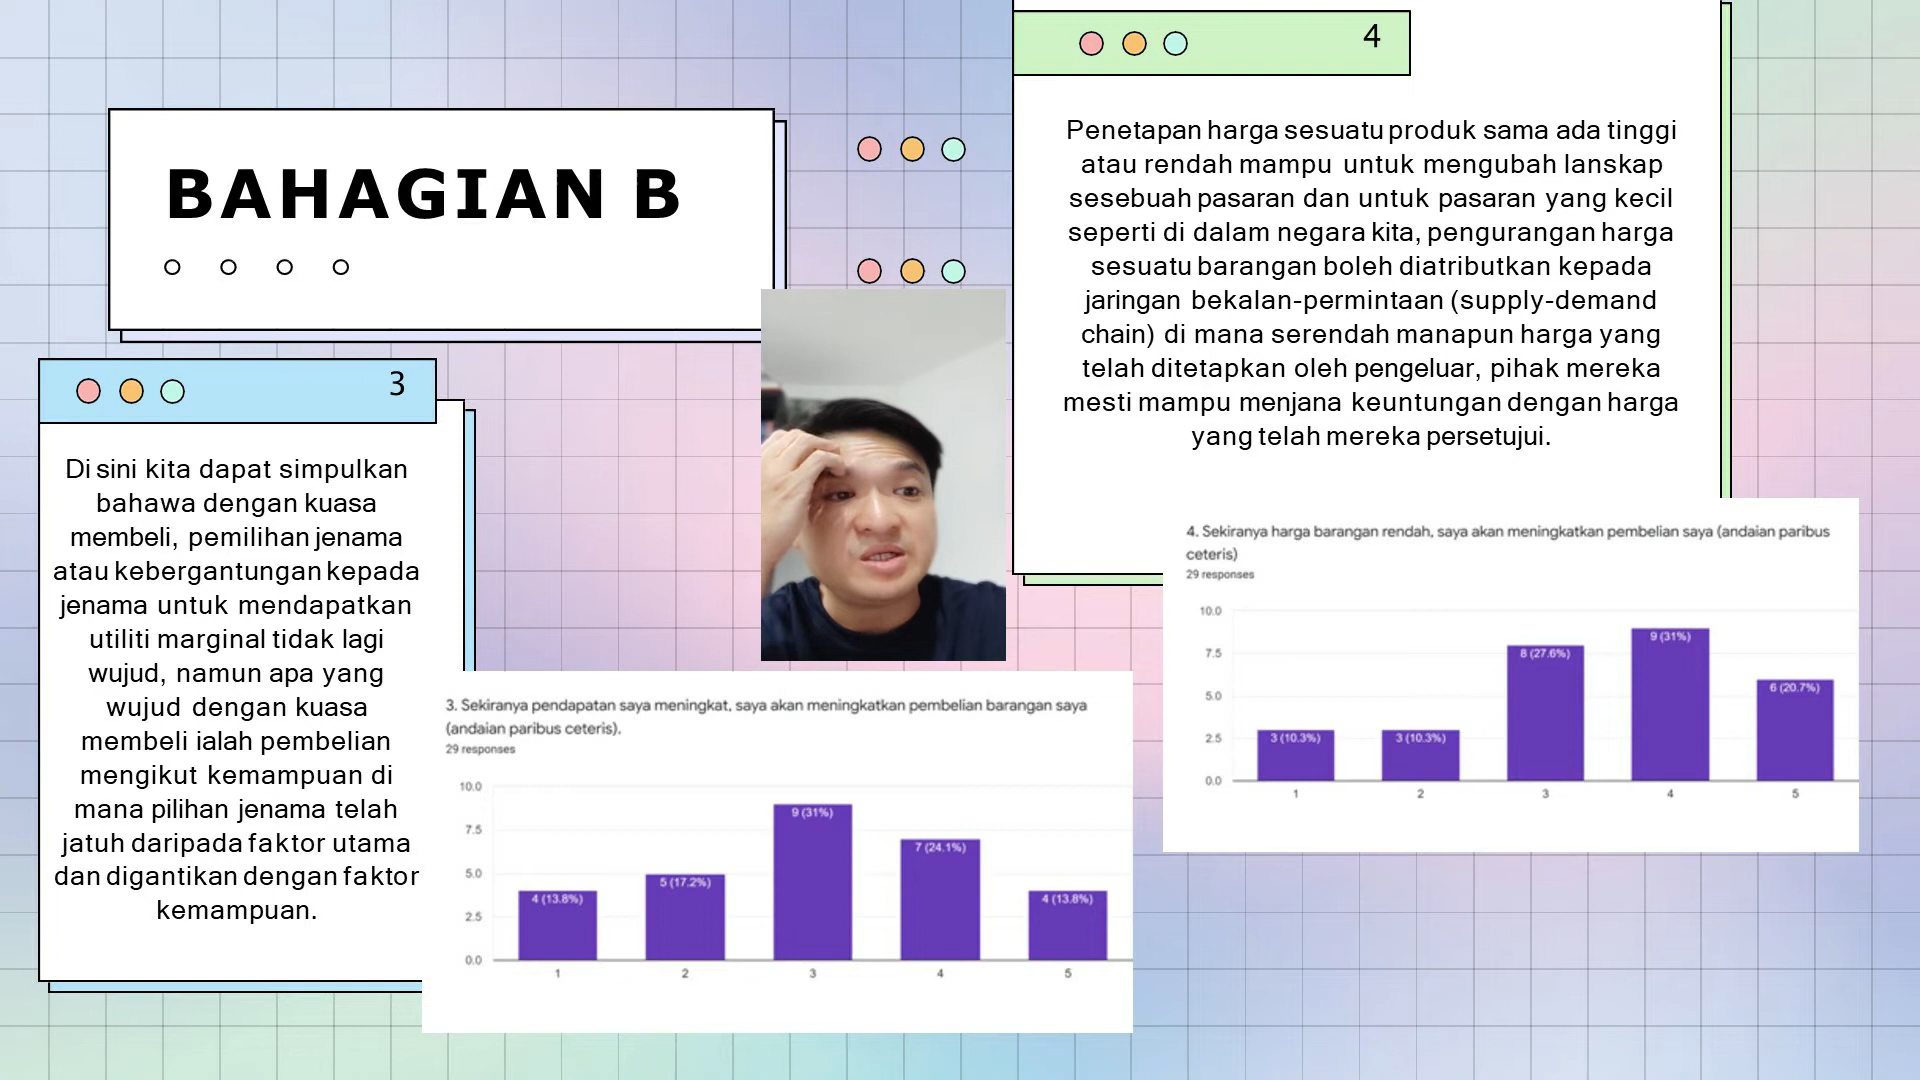 BAHAGIAN B
3
Di sini kita dapat simpulkan
bahawa dengan kuasa
membeli, pemilihan jenama
atau kebergantungan kepada
jenama untuk mendapatkan
utiliti marginal tidak lagi
wujud, namun apa yang
wujud dengan kuasa
membeli ialah pembelian
mengikut kemampuan di
mana pilihan jenama telah
jatuh daripada faktor utama
dan digantikan dengan faktor
kemampuan.
3. Sekiranya pendapatan saya meningkat, saya akan meningkatkan pembelian barangan saya
(andaian paribus ceteris).
29 responses
10.0
7.5
5.0
2.5
0.0
4 (13.8%)
5 (17.2%)
9 (31%)
7 (24.1%)
4 (13.8%)
1 2 3 4 5
4
Penetapan harga sesuatu produk sama ada tinggi
atau rendah mampu untuk mengubah lanskap
sesebuah pasaran dan untuk pasaran yang kecil
seperti di dalam negara kita, pengurangan harga
sesuatu barangan boleh diatributkan kepada
jaringan bekalan-permintaan (supply-demand
chain) di mana serendah manapun harga yang
telah ditetapkan oleh pengeluar, pihak mereka
mesti mampu menjana keuntungan dengan harga
yang telah mereka persetujui.
4. Sekiranya harga barangan rendah, saya akan meningkatkan pembelian saya (andaian paribus
ceteris)
29 responses
10.0
7.5
5.0
2.5
0.0
3 (10.3%)
3 (10.3%)
8 (27.6%)
9 (31%)
6 (20.7%)
1 2 3 4 5